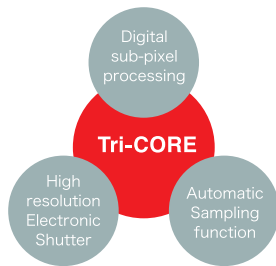 Digital
sub-pixel
processing
Tri-CORE
High
resolution
Electronic
Shutter
Automatic
Sampling
function